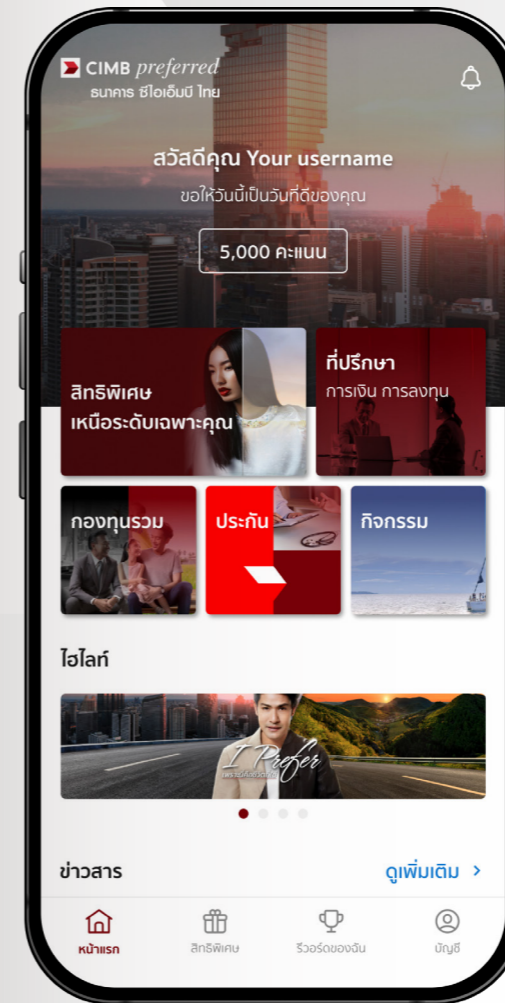 CIMB preferred
ธนาคาร ซีไอเอ็มบี ไทย
สวัสดีคุณ Your username
ขอให้วันนี้เป็นวันที่ดีของคุณ
5,000 คะแนน
สิทธิพิเศษ
เหนือระดับเฉพาะคุณ
ที่ปรึกษา
การเงิน การลงทุน
กองทุนรวม
ประกัน
กิจกรรม
ไฮไลท์
I Prefer
ข่าวสาร
ดูเพิ่มเติม >
หน้าแรก
สิทธิพิเศษ
รีวอร์ดของฉัน
บัญชี